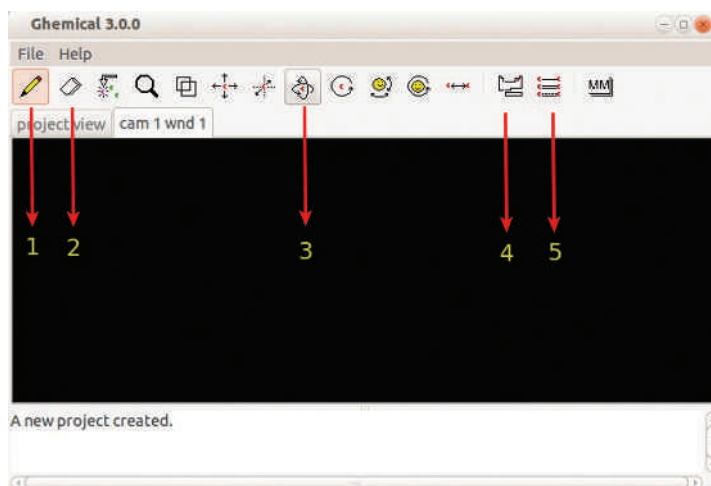 Ghemical 3.0.0
File Help
MM
project view cam 1 wnd 1
1 2 3 4 5
A new project created.